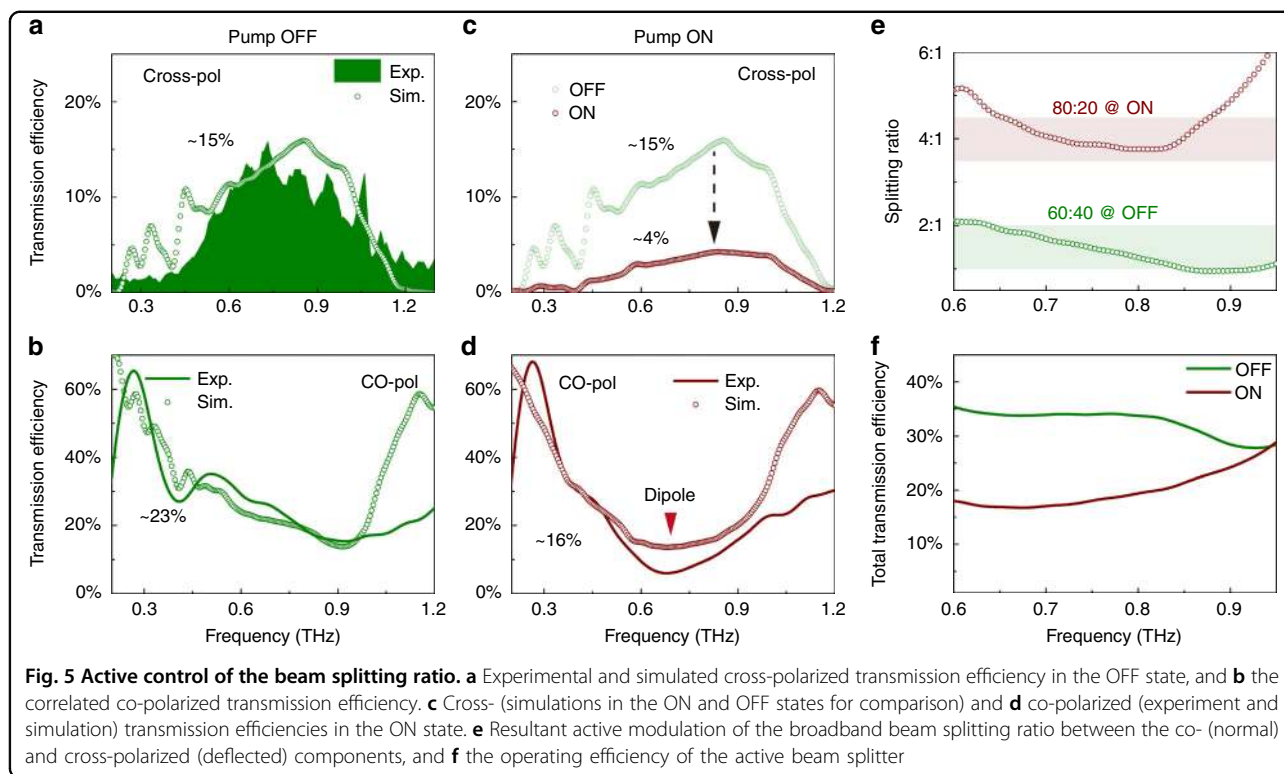 a
Pump OFF
Cross-pol
Exp.
Sim.
~15%
20%
10%
0%
Transmission efficiency
0.3
0.6
0.9
1.2
c
Pump ON
Cross-pol
OFF
ON
~15%
~4%
20%
10%
0%
0.3
0.6
0.9
1.2
e
6:1
4:1
2:1
Splitting ratio
80:20 @ ON
60:40 @ OFF
0.6
0.7
0.8
0.9
b
Exp.
Sim.
CO-pol
~23%
60%
40%
20%
0%
Transmission efficiency
0.3
0.6
0.9
1.2
Frequency (THz)
d
CO-pol
Exp.
Sim.
Dipole
~16%
60%
40%
20%
0%
0.3
0.6
0.9
1.2
Frequency (THz)
f
OFF
ON
40%
30%
20%
10%
Total transmission efficiency
0.6
0.7
0.8
0.9
Frequency (THz)
Fig. 5 Active control of the beam splitting ratio. a Experimental and simulated cross-polarized transmission efficiency in the OFF state, and b the
correlated co-polarized transmission efficiency. c Cross- (simulations in the ON and OFF states for comparison) and d co-polarized (experiment and
simulation) transmission efficiencies in the ON state. e Resultant active modulation of the broadband beam splitting ratio between the co- (normal)
and cross-polarized (deflected) components, and f the operating efficiency of the active beam splitter